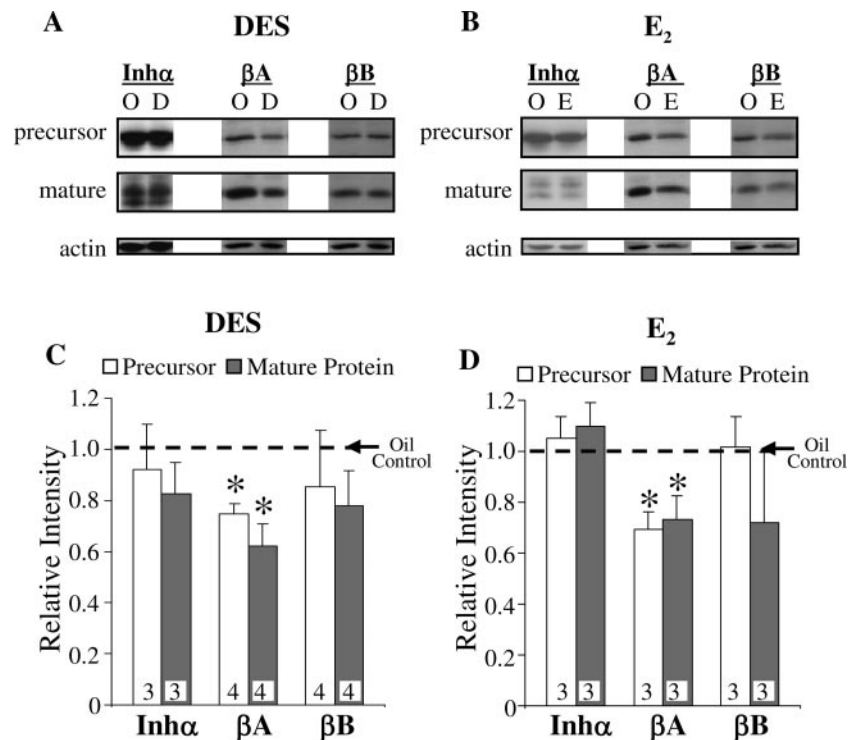 A
DES
Inhα βA βB
O D O D O D
precursor
mature
actin
B
E₂
Inhα βA βB
O E O E O E
precursor
mature
actin
DES
C
Precursor Mature Protein
Relative Intensity
1.2
1.0
0.8
0.6
0.4
0.2
0
Oil
Control
* *
3 3 4 4 4 4
Inhα βA βB
E₂
D
Precursor Mature Protein
Relative Intensity
1.2
1.0
0.8
0.6
0.4
0.2
0
Oil
Control
* *
3 3 3 3 3 3
Inhα βA βB